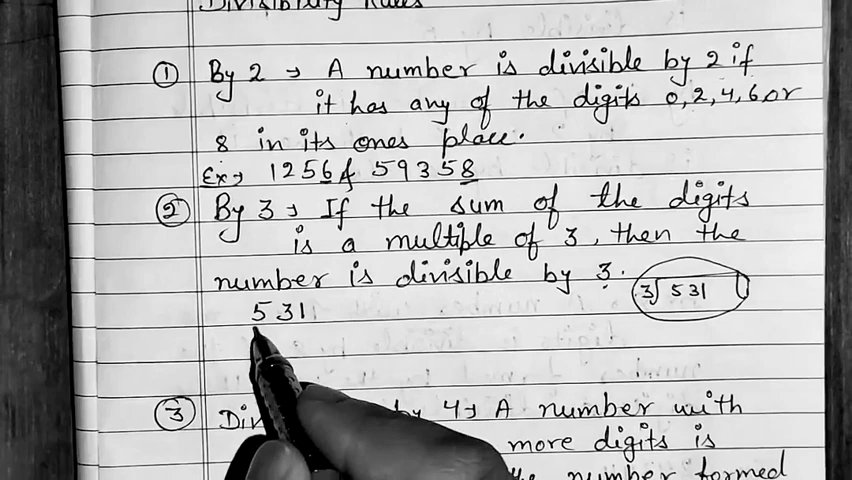 Divisibility Rules
① By 2 → A number is divisible by 2 if
it has any of the digits 0, 2, 4, 6 or
8 in its ones place.
Ex→ 1256 & 59358
② By 3 → If the sum of the digits
is a multiple of 3, then the
number is divisible by 3.
531
3 531
③ by 4 → A number with
more digits is
number formed